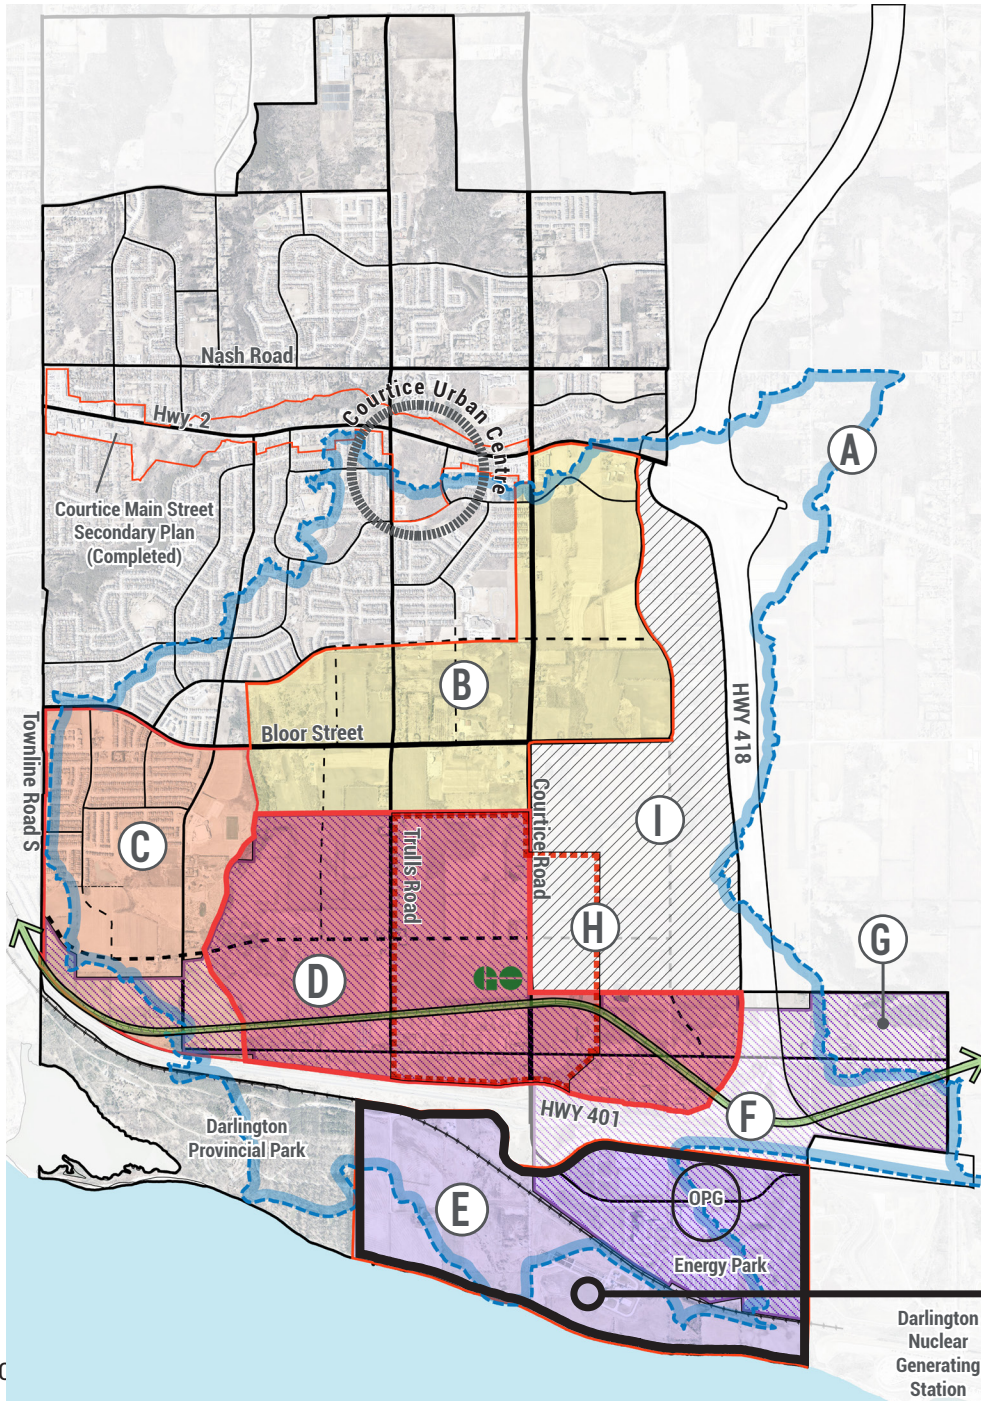 Nash Road
Hwy. 2
Courtice Urban Centre
A
Courtice Main Street
Secondary Plan
(Completed)
B
HWY 418
Townline Road S
Bloor Street
Courtice Road
Trulls Road
C
I
H
G
D
GO
F
HWY 401
Darlington
Provincial Park
E
OPG
Energy Park
Darlington
Nuclear
Generating
Station